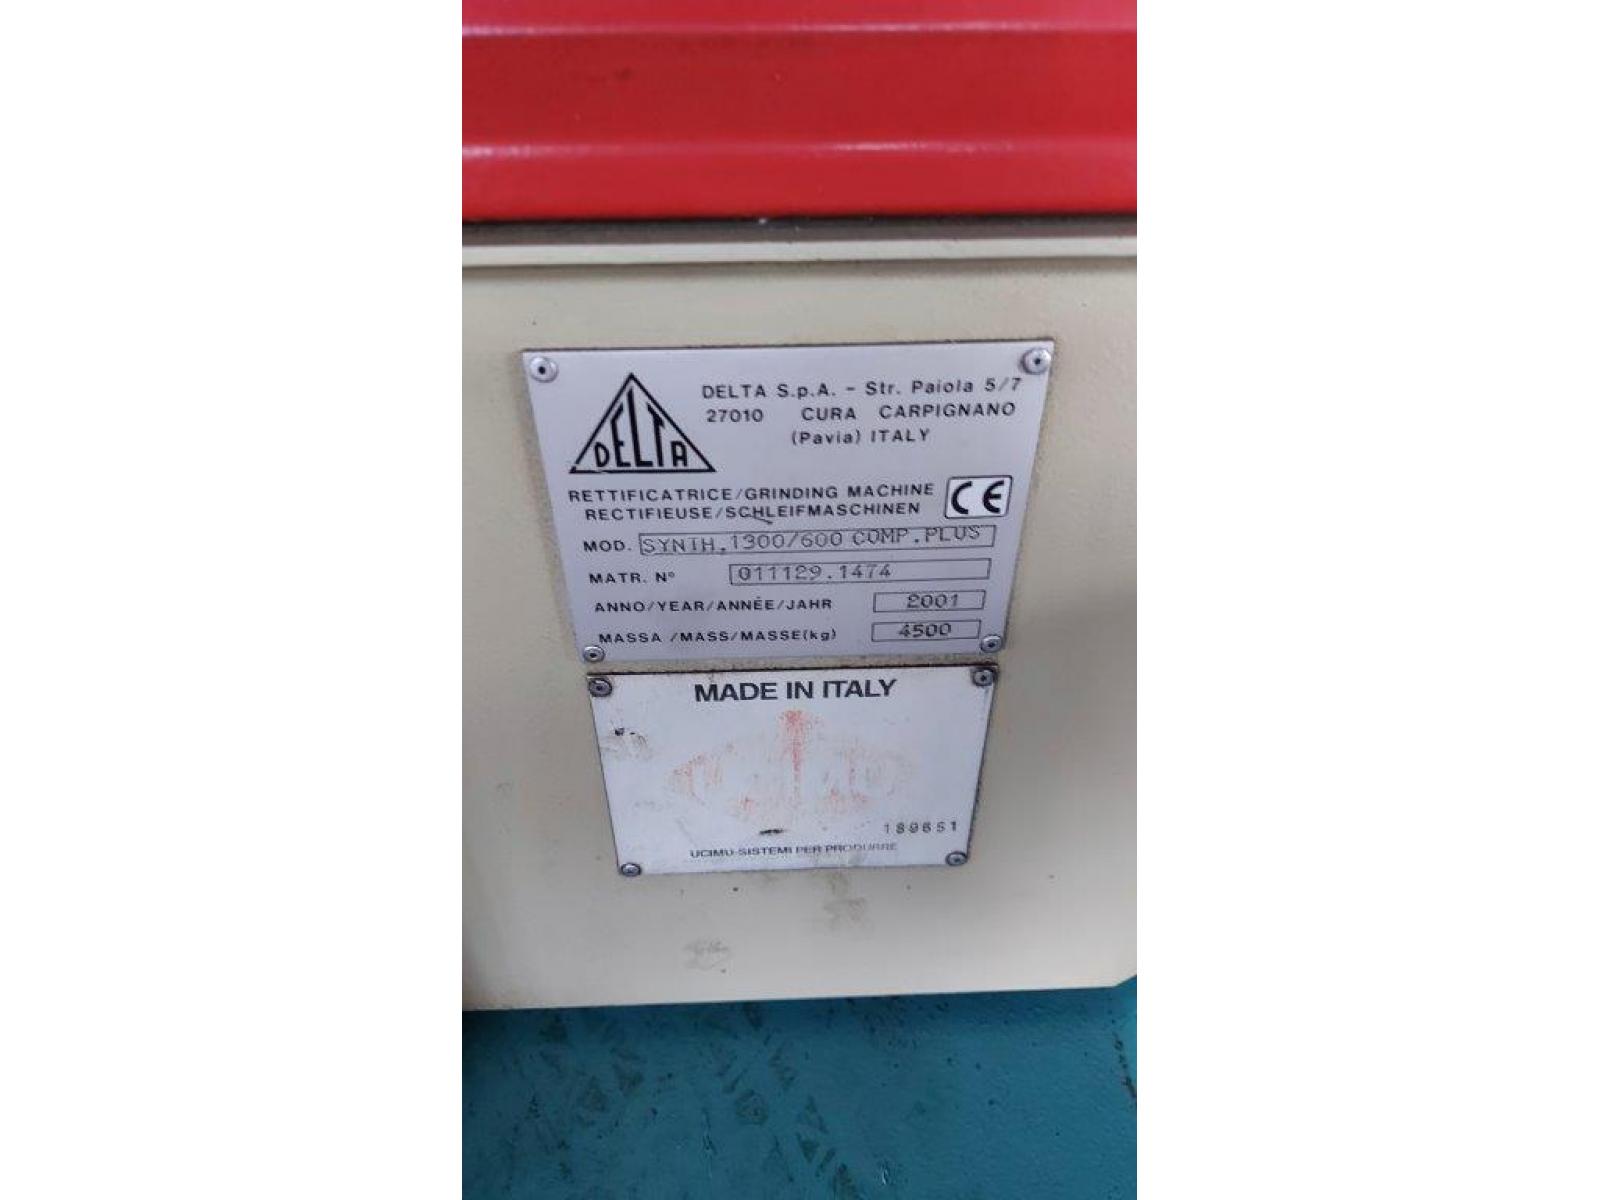 DELTA
DELTA S.p.A. - Str. Paiola 5/7
27010 CURA CARPIGNANO
(Pavia) ITALY
RETTIFICATRICE/GRINDING MACHINE
RECTIFIEUSE/SCHLEIFMASCHINEN
CE
MOD. SYNTH.1300/600 COMP.PLUS
MATR. N° 011129.1474
ANNO/YEAR/ANNÉE/JAHR 2001
MASSA /MASS/MASSE(kg) 4500
MADE IN ITALY
189651
UCIMU-SISTEMI PER PRODURRE